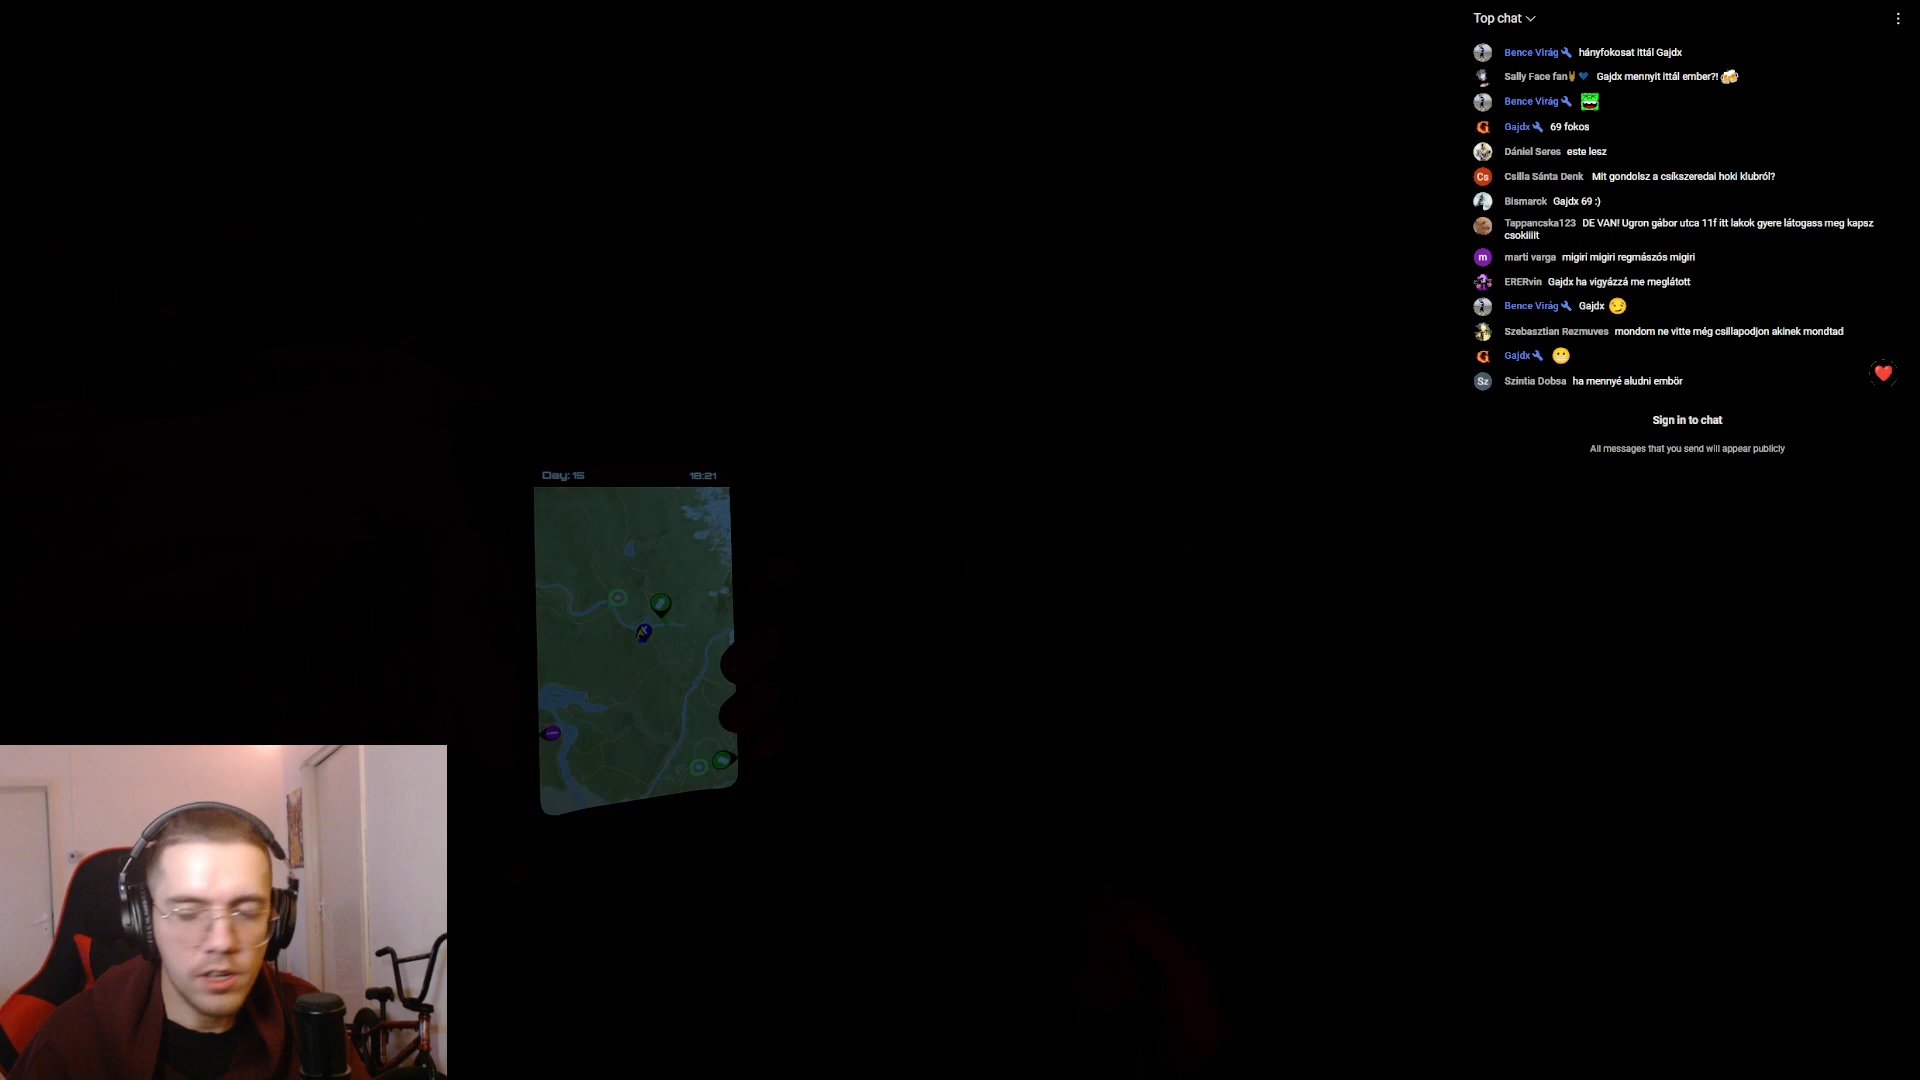 Top chat
Bence Virág hányfokosat ittál Gajdx
Sally Face fan Gajdx mennyit ittál ember?!
Bence Virág
Gajdx 69 fokos
Dániel Seres este lesz
Csilla Sánta Denk Mit gondolsz a csíkszeredai hoki klubról?
Bismarck Gajdx 69 :)
Tappancska123 DE VAN! Ugron gábor utca 11f itt lakok gyere látogass meg kapsz
csokiiiit
marti varga migiri migiri regmászós migiri
ERERvin Gajdx ha vigyázzá me meglátott
Bence Virág Gajdx
Szebasztian Rezmuves mondom ne vitte még csillapodjon akinek mondtad
Gajdx
Szintia Dobsa ha mennyé aludni embör
Sign in to chat
All messages that you send will appear publicly
Day: 15
18:21
Cs
m
Sz
G
G